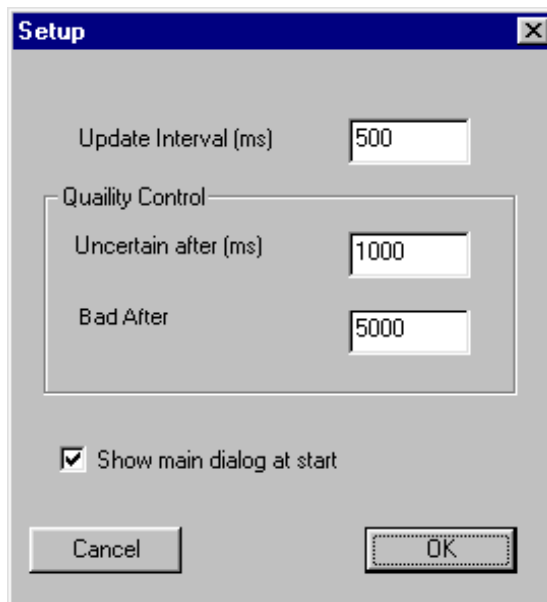 Setup
Update Interval (ms) 500
Quaility Control
Uncertain after (ms) 1000
Bad After 5000
Show main dialog at start
Cancel OK